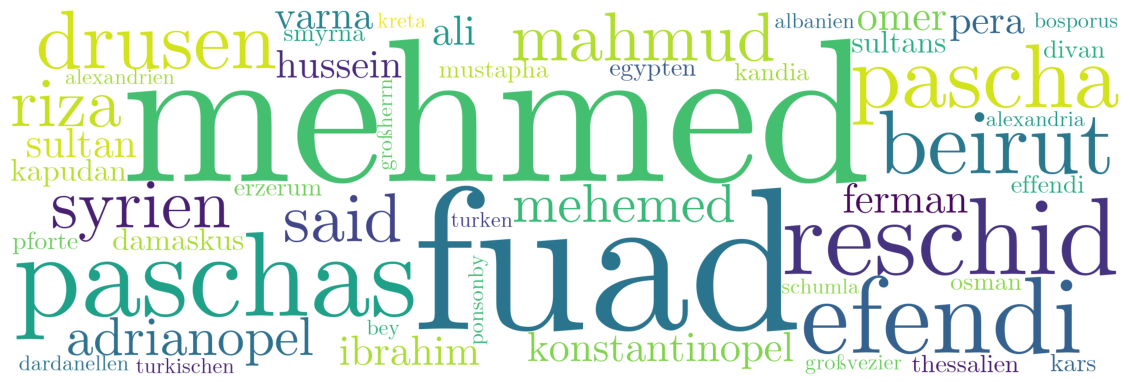 varna
kreta
smyrna
drusen
ali
mahmud
albanien
omer
pera
bosporus
sultans
divan
hussein
alexandrien
mustapha
egypten
kandia
pascha
riza
mehmed
großherrn
alexandria
beirut
sultan
kapudan
erzerum
effendi
syrien
said
turken
mehemed
ferman
pforte
damaskus
fuad
reschid
paschas
ponsonby
schumla
osman
efendi
adrianopel
bey
ibrahim
konstantinopel
dardanellen
turkischen
großvezier
thessalien
kars